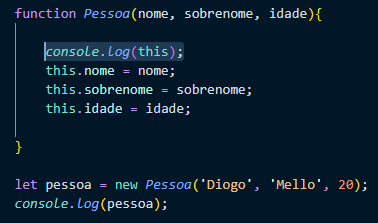 function Pessoa(nome, sobrenome, idade){
console.log(this);
this.nome = nome;
this.sobrenome = sobrenome;
this.idade = idade;
}
let pessoa = new Pessoa('Diogo', 'Mello', 20);
console.log(pessoa);